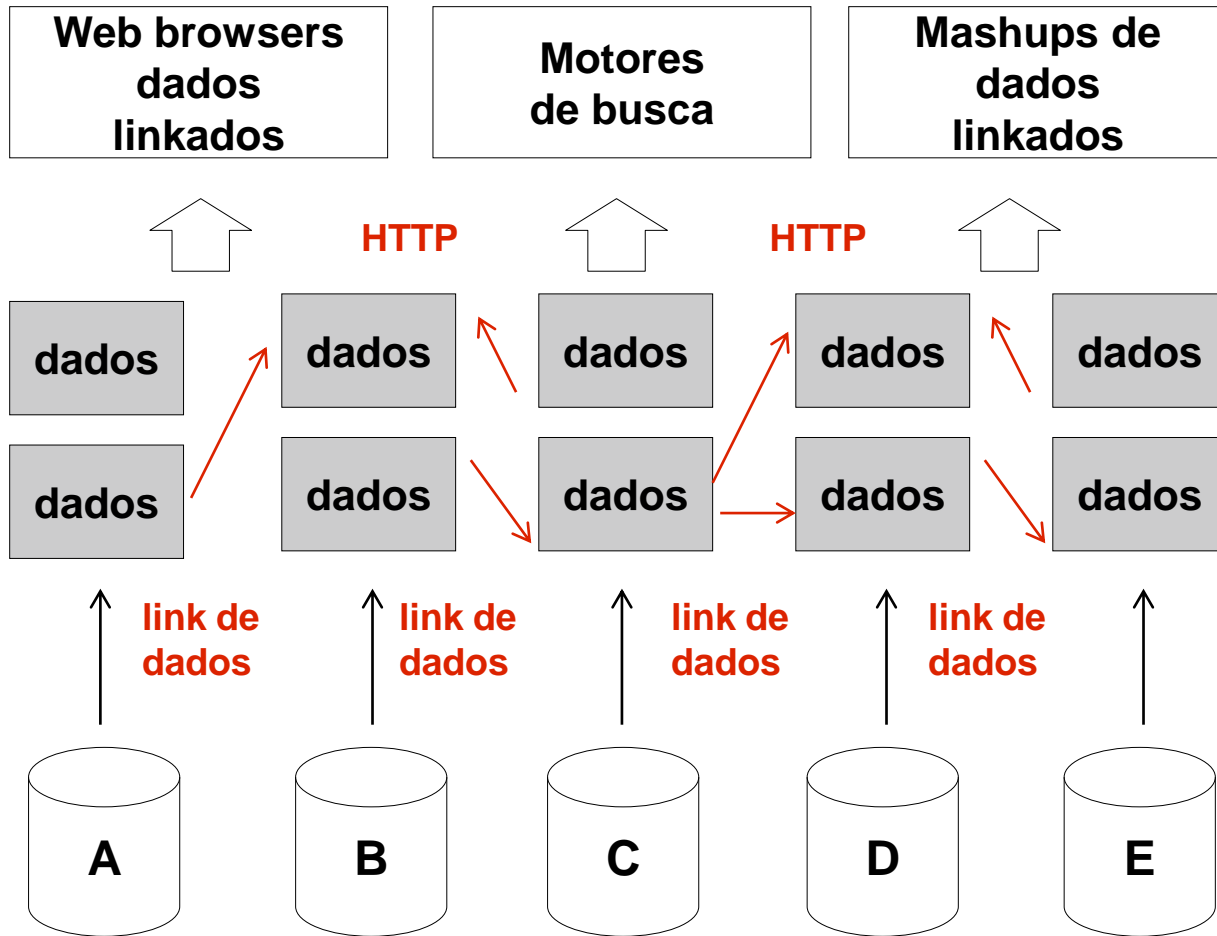 Web browsers
dados
linkados
Motores
de busca
Mashups de
dados
linkados
HTTP
HTTP
dados
dados
dados
dados
dados
dados
dados
dados
dados
dados
link de
dados
link de
dados
link de
dados
link de
dados
A
B
C
D
E